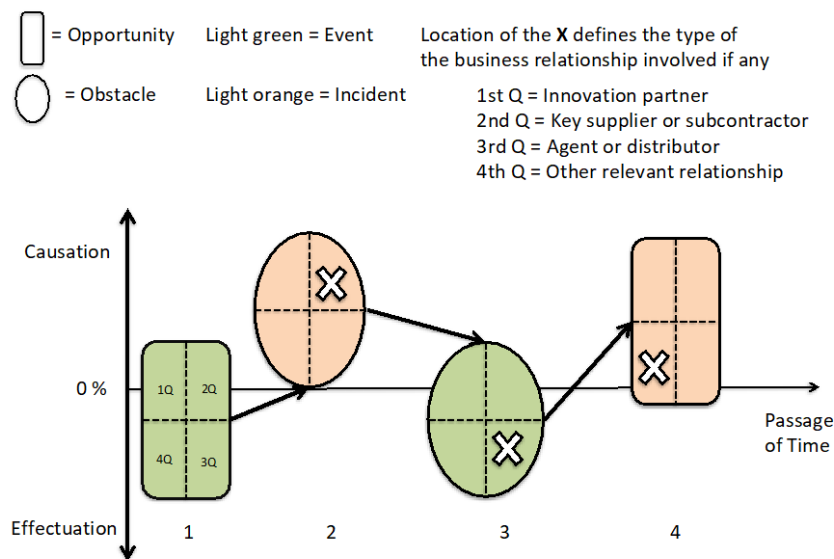 = Opportunity
Light green = Event
Location of the X defines the type of
the business relationship involved if any
= Obstacle
Light orange = Incident
1st Q = Innovation partner
2nd Q = Key supplier or subcontractor
3rd Q = Agent or distributor
4th Q = Other relevant relationship
Causation
X
0 %
1Q 2Q
4Q 3Q
X
X
Passage
of Time
Effectuation
1 2 3 4